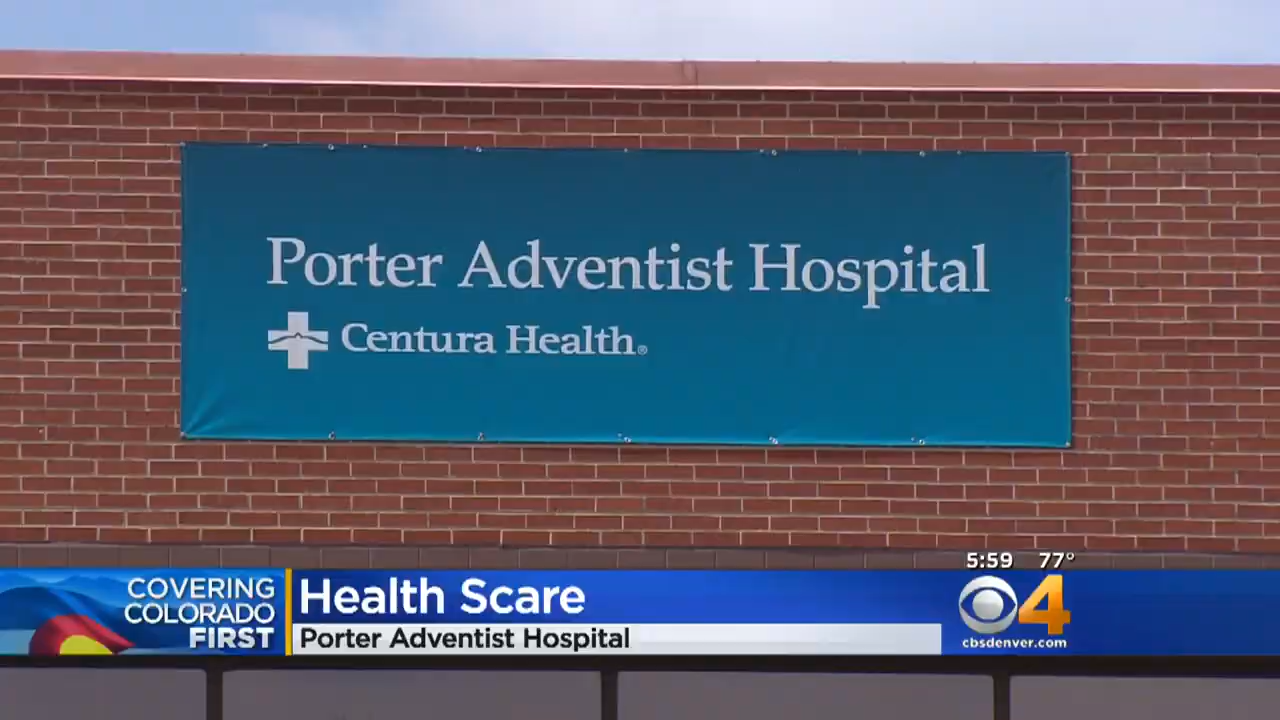 Porter Adventist Hospital
Centura Health®
5:59 77°
COVERING
COLORADO
FIRST
Health Scare
Porter Adventist Hospital
4
cbsdenver.com